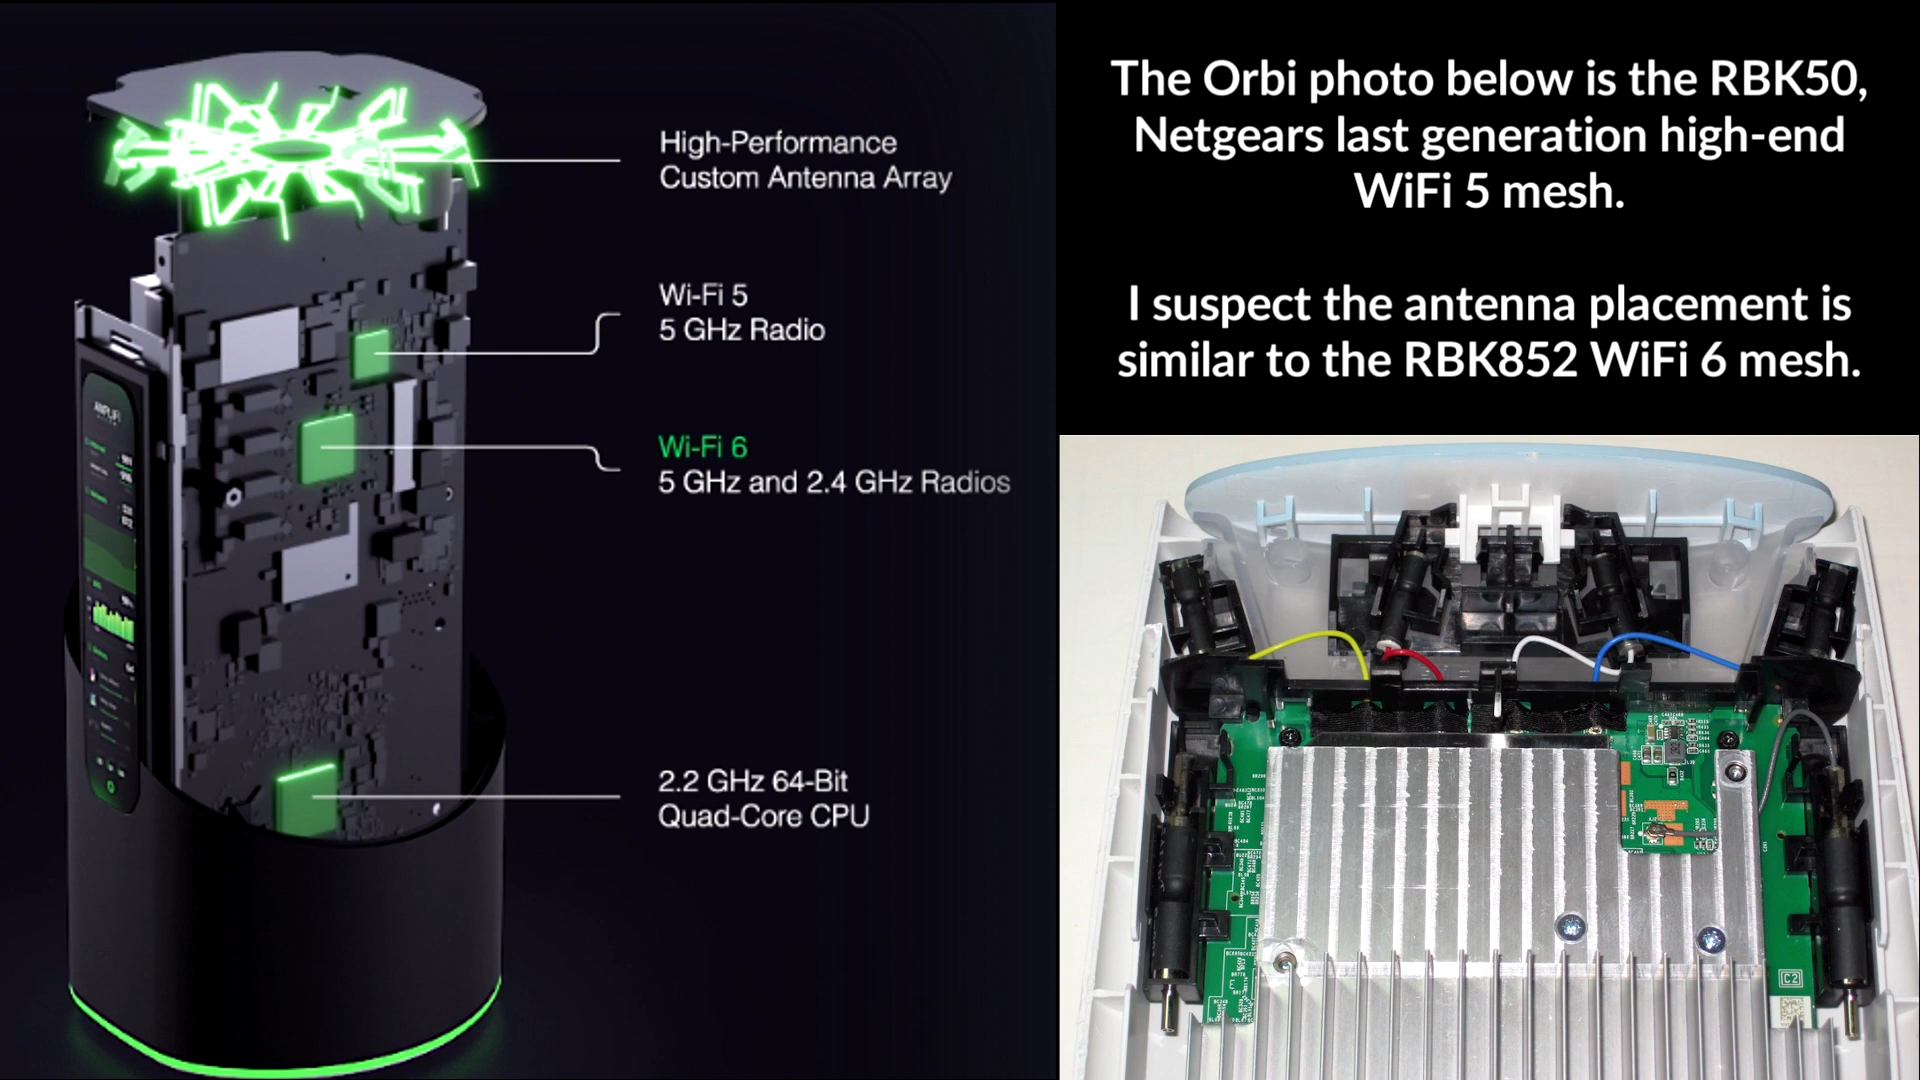 High-Performance
Custom Antenna Array
Wi-Fi 5
5 GHz Radio
Wi-Fi 6
5 GHz and 2.4 GHz Radios
2.2 GHz 64-Bit
Quad-Core CPU
AMPLIFI
The Orbi photo below is the RBK50,
Netgears last generation high-end
WiFi 5 mesh.
I suspect the antenna placement is
similar to the RBK852 WiFi 6 mesh.
C2